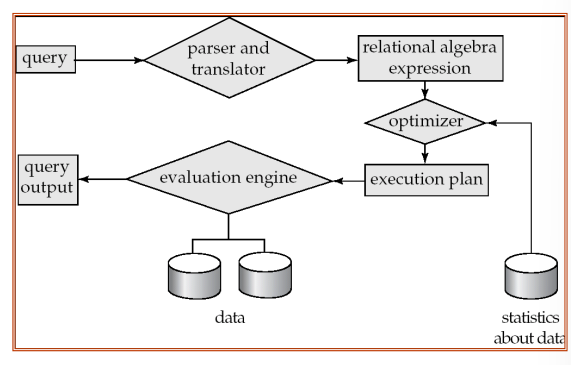 query
parser and
translator
relational algebra
expression
optimizer
query
output
evaluation engine
execution plan
data
statistics
about data